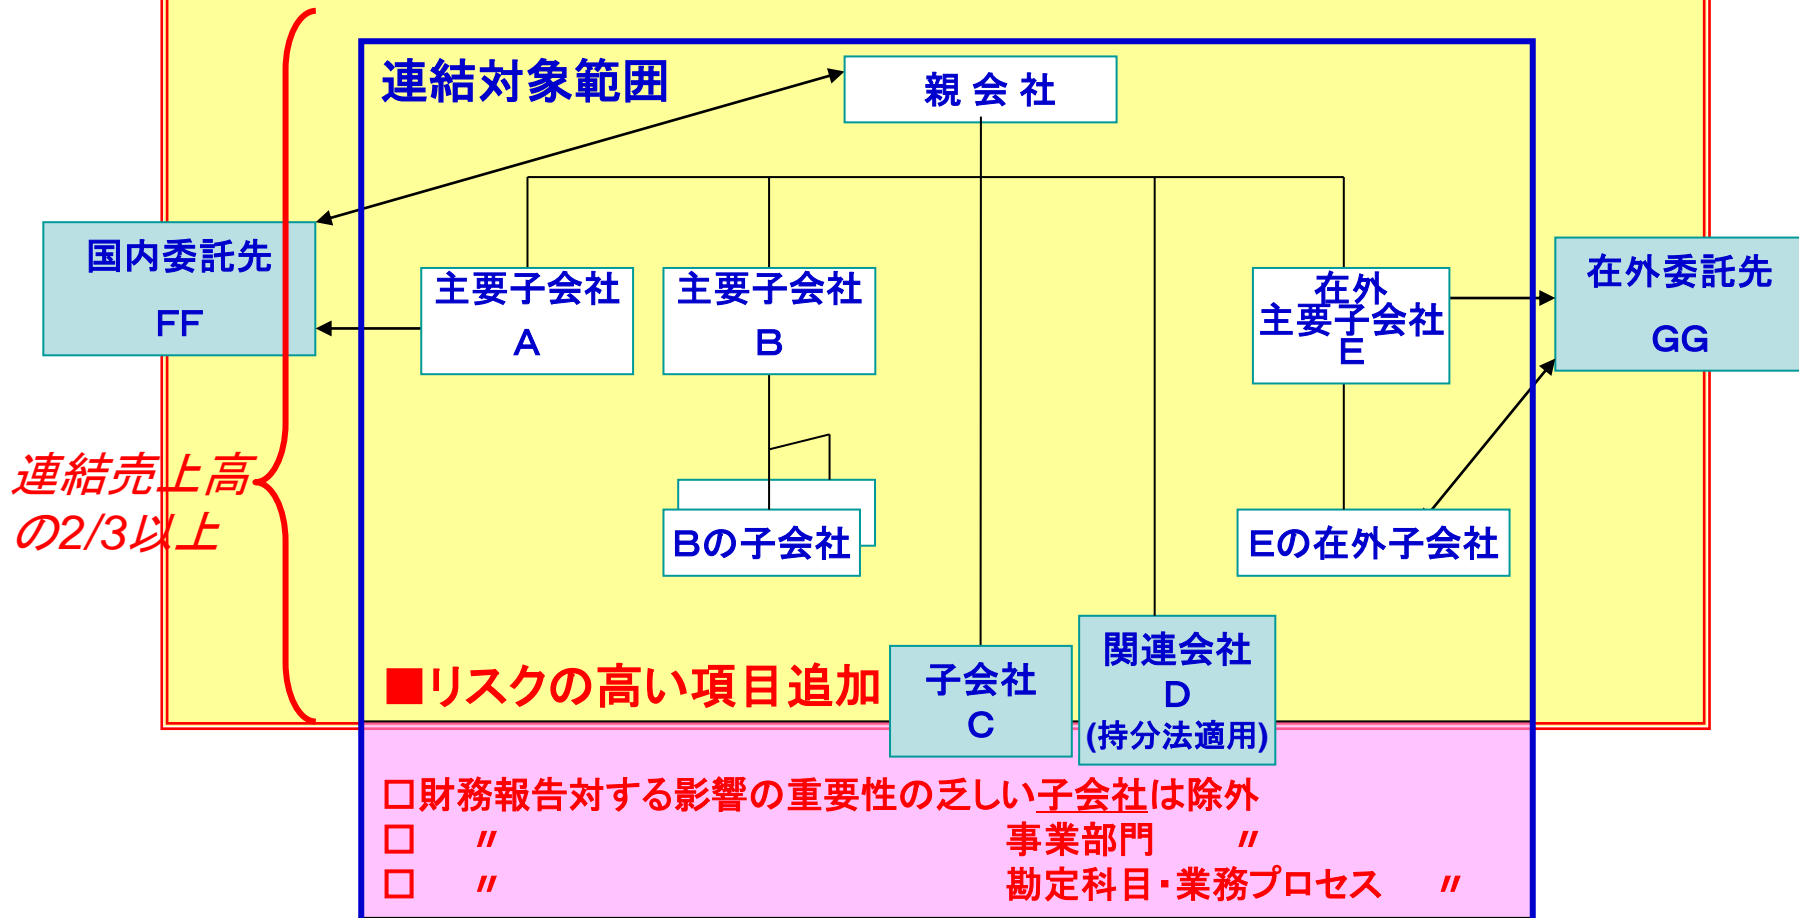 連結対象範囲
親 会 社
国内委託先
FF
主要子会社
A
主要子会社
B
在外
主要子会社
E
在外委託先
GG
連結売上高
の2/3以上
Bの子会社
Eの在外子会社
■リスクの高い項目追加
子会社
C
関連会社
D
(持分法適用)
□財務報告対する影響の重要性の乏しい子会社は除外
□ 〃 事業部門 〃
□ 〃 勘定科目・業務プロセス 〃